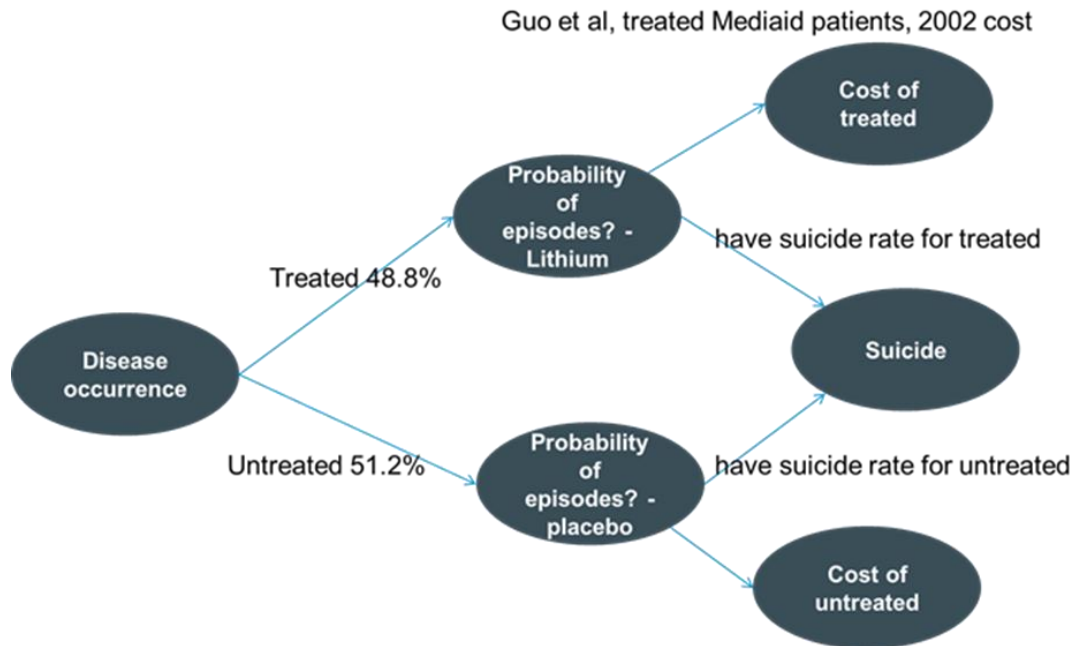 Guo et al, treated Mediaid patients, 2002 cost
Cost of
treated
Probability
of
episodes? -
Lithium
have suicide rate for treated
Treated 48.8%
Disease
occurrence
Suicide
Untreated 51.2%
Probability
of
episodes? -
placebo
have suicide rate for untreated
Cost of
untreated